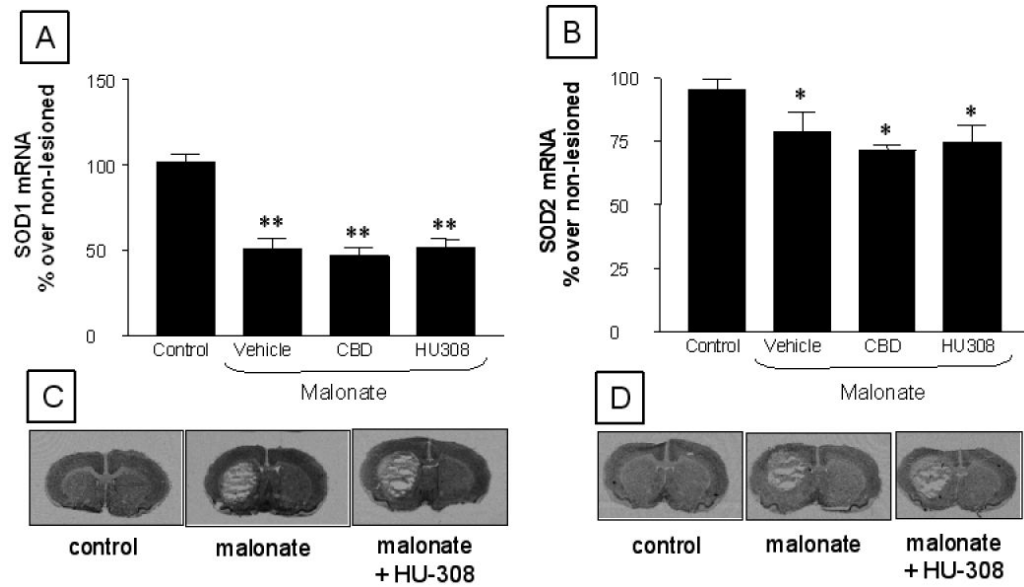 A
SOD1 mRNA
% over non-lesioned
150
100
50
0
**
**
**
Control
Vehicle
CBD
HU308
Malonate
B
SOD2 mRNA
% over non-lesioned
100
75
50
25
0
*
*
*
Control
Vehicle
CBD
HU308
Malonate
C
control
malonate
malonate
+ HU-308
D
control
malonate
malonate
+ HU-308